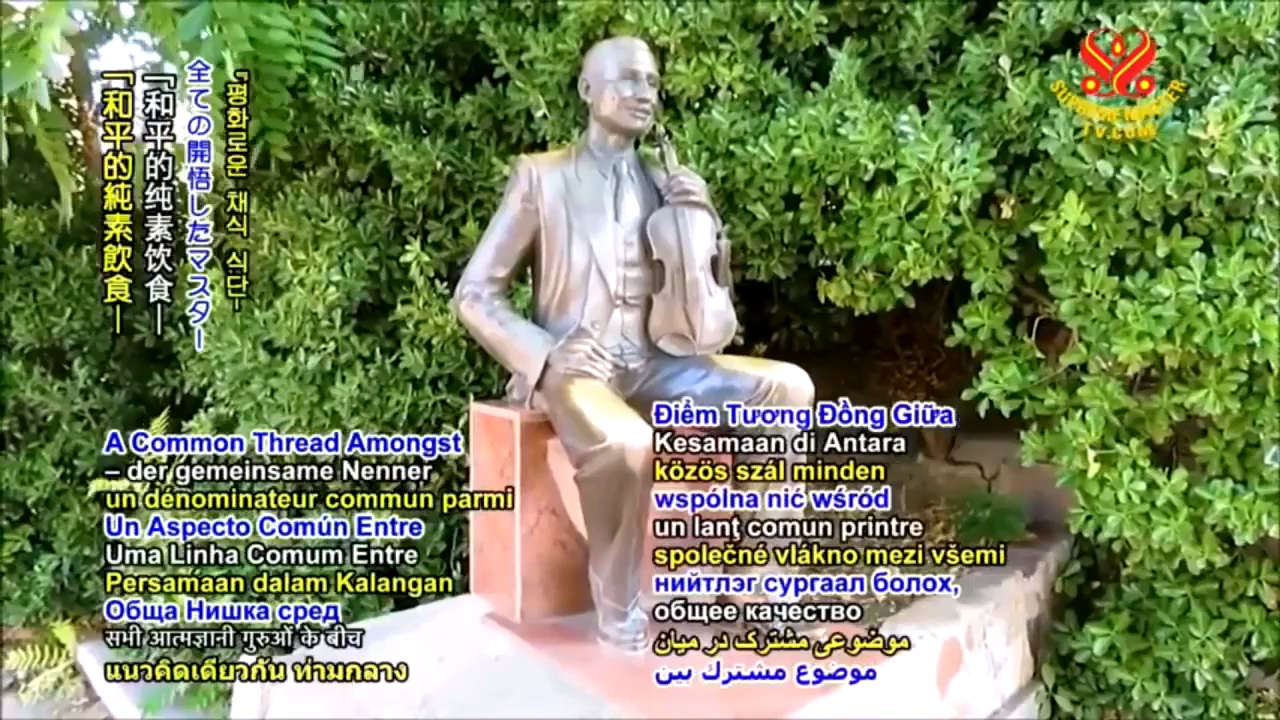 『평화로운 채식 식단-
全ての開悟したマスター
「和平的纯素饮食—
「和平的純素飲食—
SUPREME MASTER
TV.COM
A Common Thread Amongst
– der gemeinsame Nenner
un dénominateur commun parmi
Un Aspecto Común Entre
Uma Linha Comum Entre
Persamaan dalam Kalangan
Обща Нишка сред
सभी आत्मज्ञानी गुरुओं के बीच
แนวคิดเดียวกัน ท่ามกลาง
Điểm Tương Đồng Giữa
Kesamaan di Antara
közös szál minden
wspólna nić wśród
un lanţ comun printre
společné vlákno mezi všemi
нийтлэг сургаал болох,
общее качество
موضوعی مشترک در میان
موضوع مشترك بين